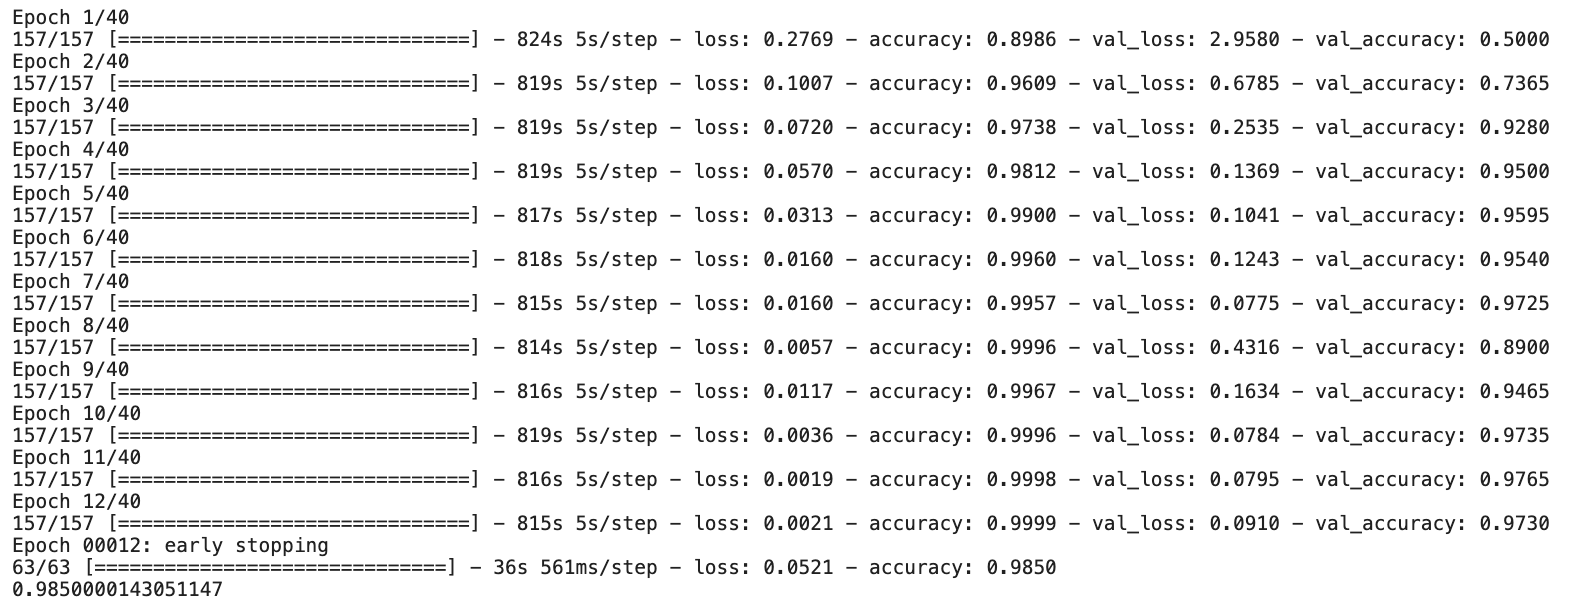 Epoch 1/40
157/157 [==============================] - 824s 5s/step - loss: 0.2769 - accuracy: 0.8986 - val_loss: 2.9580 - val_accuracy: 0.5000
Epoch 2/40
157/157 [==============================] - 819s 5s/step - loss: 0.1007 - accuracy: 0.9609 - val_loss: 0.6785 - val_accuracy: 0.7365
Epoch 3/40
157/157 [==============================] - 819s 5s/step - loss: 0.0720 - accuracy: 0.9738 - val_loss: 0.2535 - val_accuracy: 0.9280
Epoch 4/40
157/157 [==============================] - 819s 5s/step - loss: 0.0570 - accuracy: 0.9812 - val_loss: 0.1369 - val_accuracy: 0.9500
Epoch 5/40
157/157 [==============================] - 817s 5s/step - loss: 0.0313 - accuracy: 0.9900 - val_loss: 0.1041 - val_accuracy: 0.9595
Epoch 6/40
157/157 [==============================] - 818s 5s/step - loss: 0.0160 - accuracy: 0.9960 - val_loss: 0.1243 - val_accuracy: 0.9540
Epoch 7/40
157/157 [==============================] - 815s 5s/step - loss: 0.0160 - accuracy: 0.9957 - val_loss: 0.0775 - val_accuracy: 0.9725
Epoch 8/40
157/157 [==============================] - 814s 5s/step - loss: 0.0057 - accuracy: 0.9996 - val_loss: 0.4316 - val_accuracy: 0.8900
Epoch 9/40
157/157 [==============================] - 816s 5s/step - loss: 0.0117 - accuracy: 0.9967 - val_loss: 0.1634 - val_accuracy: 0.9465
Epoch 10/40
157/157 [==============================] - 819s 5s/step - loss: 0.0036 - accuracy: 0.9996 - val_loss: 0.0784 - val_accuracy: 0.9735
Epoch 11/40
157/157 [==============================] - 816s 5s/step - loss: 0.0019 - accuracy: 0.9998 - val_loss: 0.0795 - val_accuracy: 0.9765
Epoch 12/40
157/157 [==============================] - 815s 5s/step - loss: 0.0021 - accuracy: 0.9999 - val_loss: 0.0910 - val_accuracy: 0.9730
Epoch 00012: early stopping
63/63 [==============================] - 36s 561ms/step - loss: 0.0521 - accuracy: 0.9850
0.9850000143051147